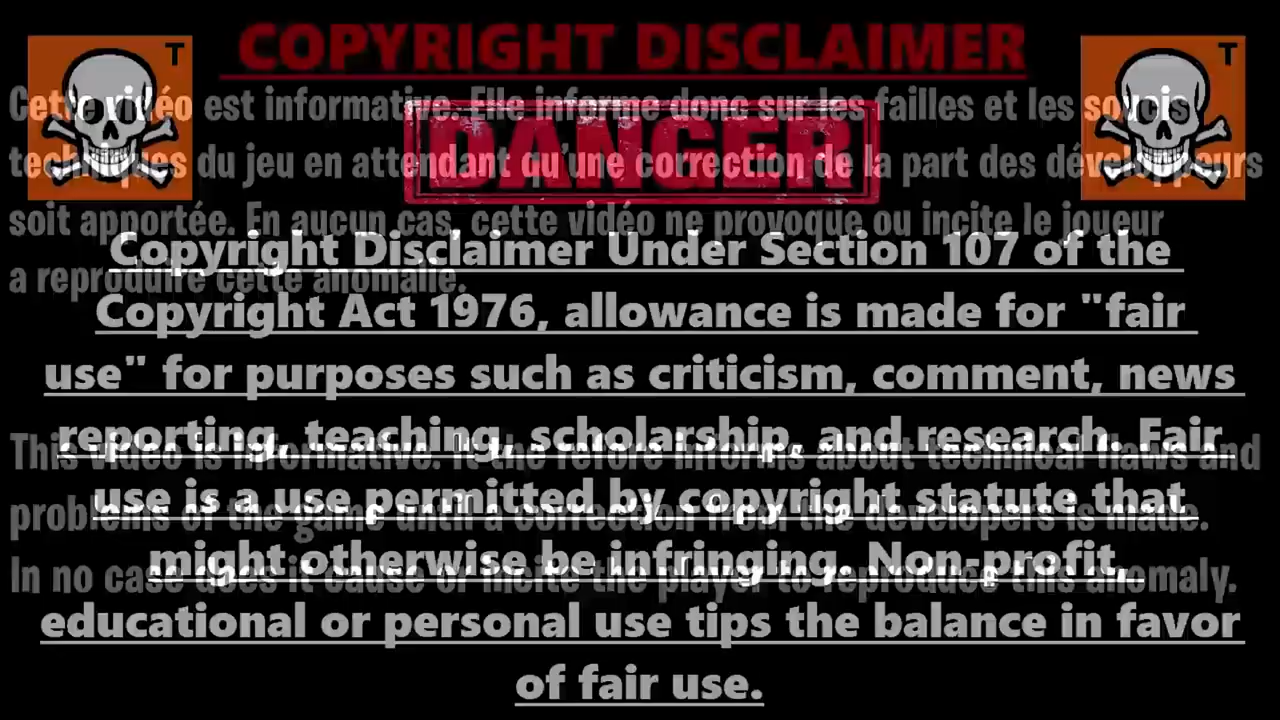 COPYRIGHT DISCLAIMER
T
T
Cette vidéo est informative. Elle informe donc sur les failles et les soucis
techniques du jeu en attendant qu'une correction de la part des développeurs
soit apportée. En aucun cas, cette vidéo ne provoque ou incite le joueur
a reproduire cette anomalie.
DANGER
Copyright Disclaimer Under Section 107 of the
Copyright Act 1976, allowance is made for "fair
use" for purposes such as criticism, comment, news
reporting, teaching, scholarship, and research. Fair
use is a use permitted by copyright statute that
might otherwise be infringing. Non-profit,
educational or personal use tips the balance in favor
of fair use.
This video is informative. It the refore informs about technical flaws and
problems of the game until a correction from the developers is made.
In no case does it cause or incite the player to reproduce this anomaly.